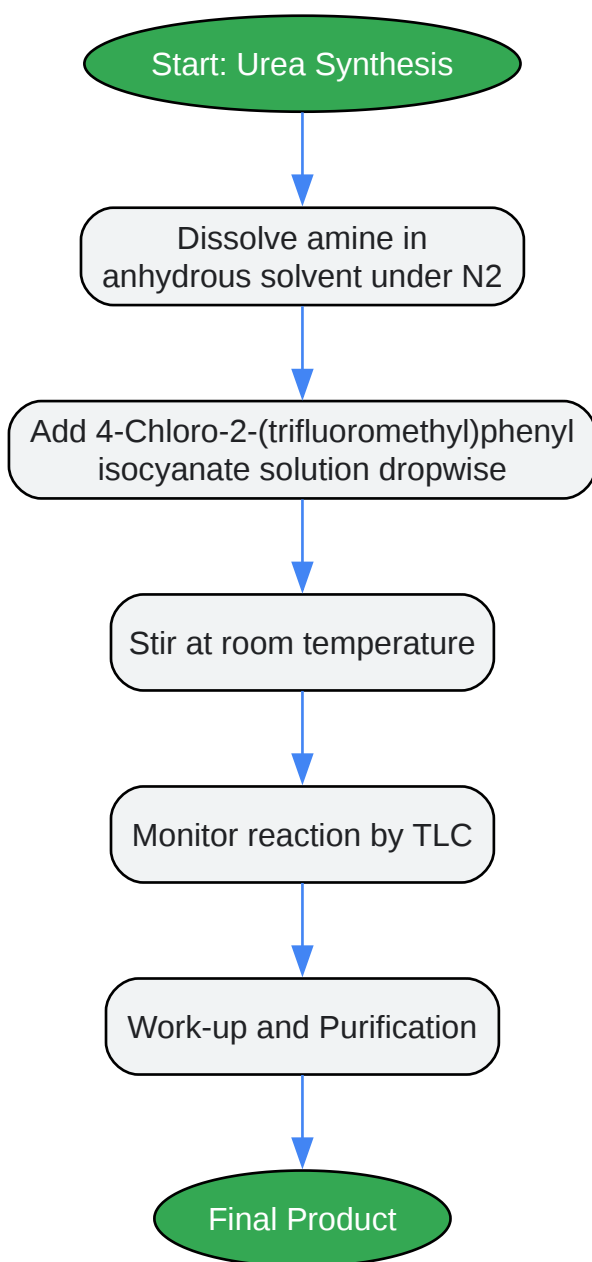 Start: Urea Synthesis
Dissolve amine in
anhydrous solvent under N2
Add 4-Chloro-2-(trifluoromethyl)phenyl
isocyanate solution dropwise
Stir at room temperature
Monitor reaction by TLC
Work-up and Purification
Final Product